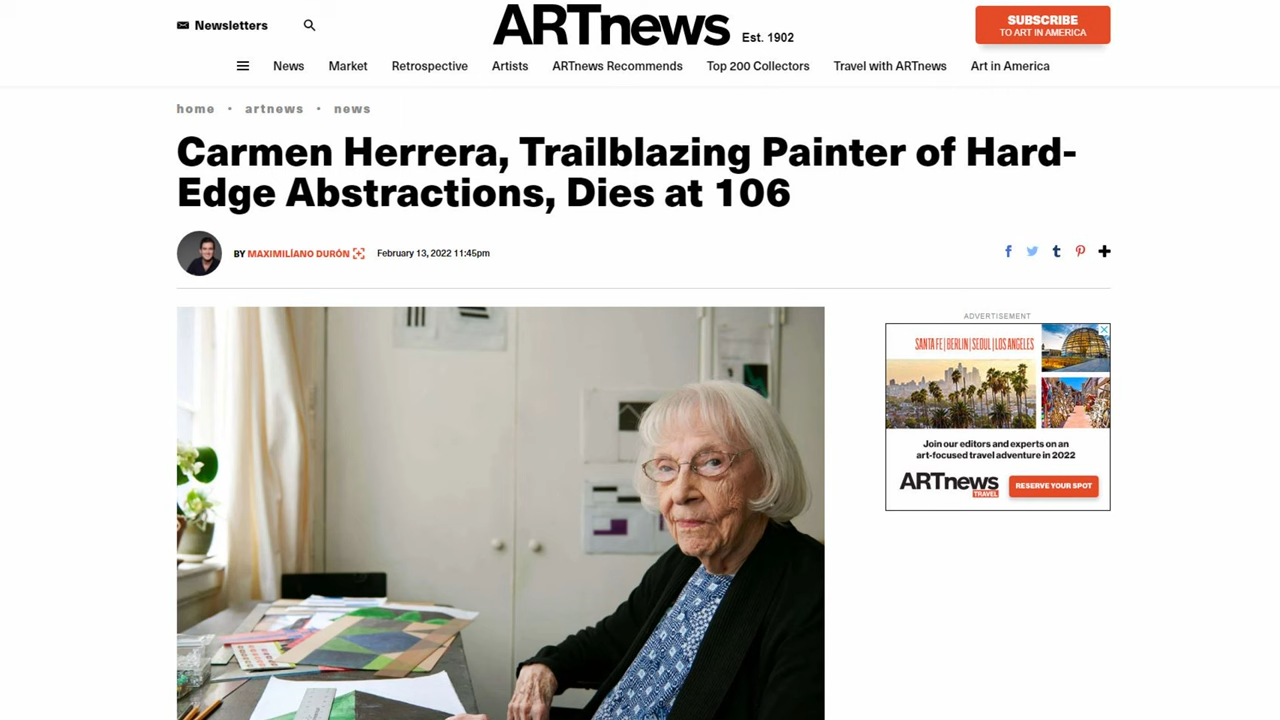 Newsletters
ARTnews Est. 1902
SUBSCRIBE
TO ART IN AMERICA
News Market Retrospective Artists ARTnews Recommends Top 200 Collectors Travel with ARTnews Art in America
home • artnews • news
Carmen Herrera, Trailblazing Painter of Hard-
Edge Abstractions, Dies at 106
BY MAXIMILÍANO DURÓN February 13, 2022 11:45pm
ADVERTISEMENT
SANTA FE | BERLIN | SEOUL | LOS ANGELES
Join our editors and experts on an
art-focused travel adventure in 2022
ARTnews
TRAVEL
RESERVE YOUR SPOT